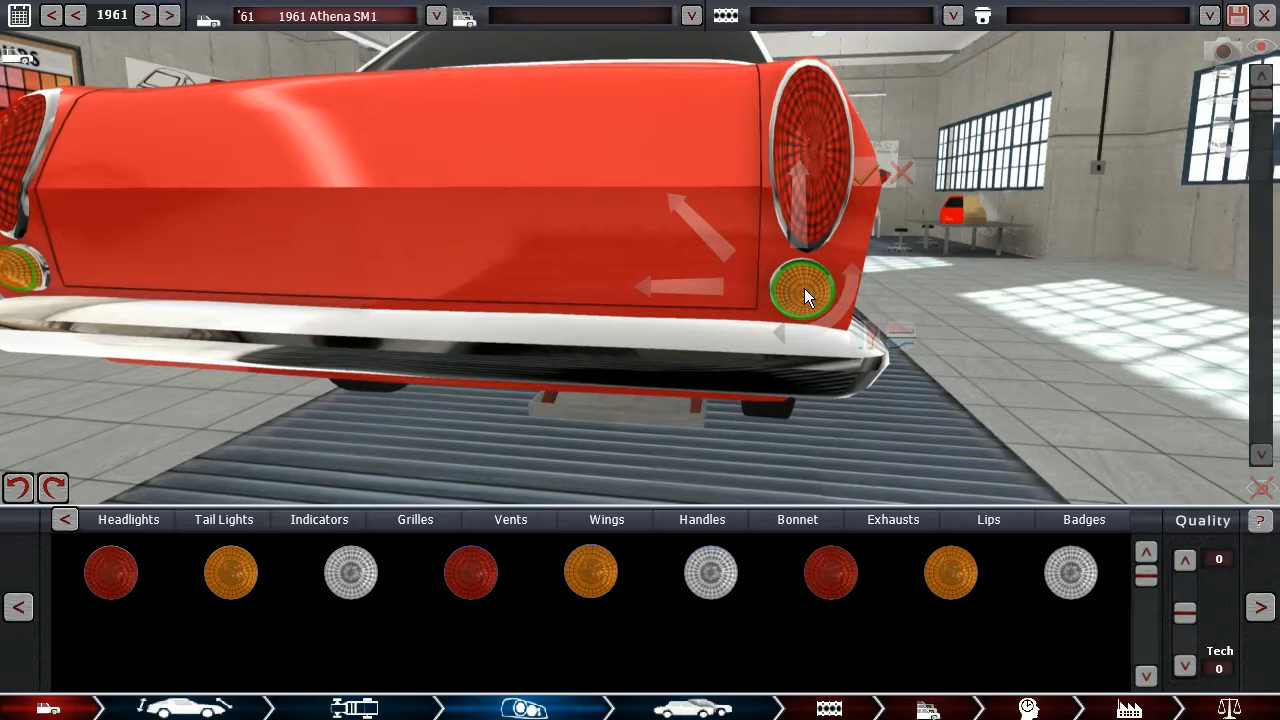 1961
'61 1961 Athena SM1
Headlights Tail Lights Indicators Grilles Vents Wings Handles Bonnet Exhausts Lips Badges Quality ?
0
Tech
0